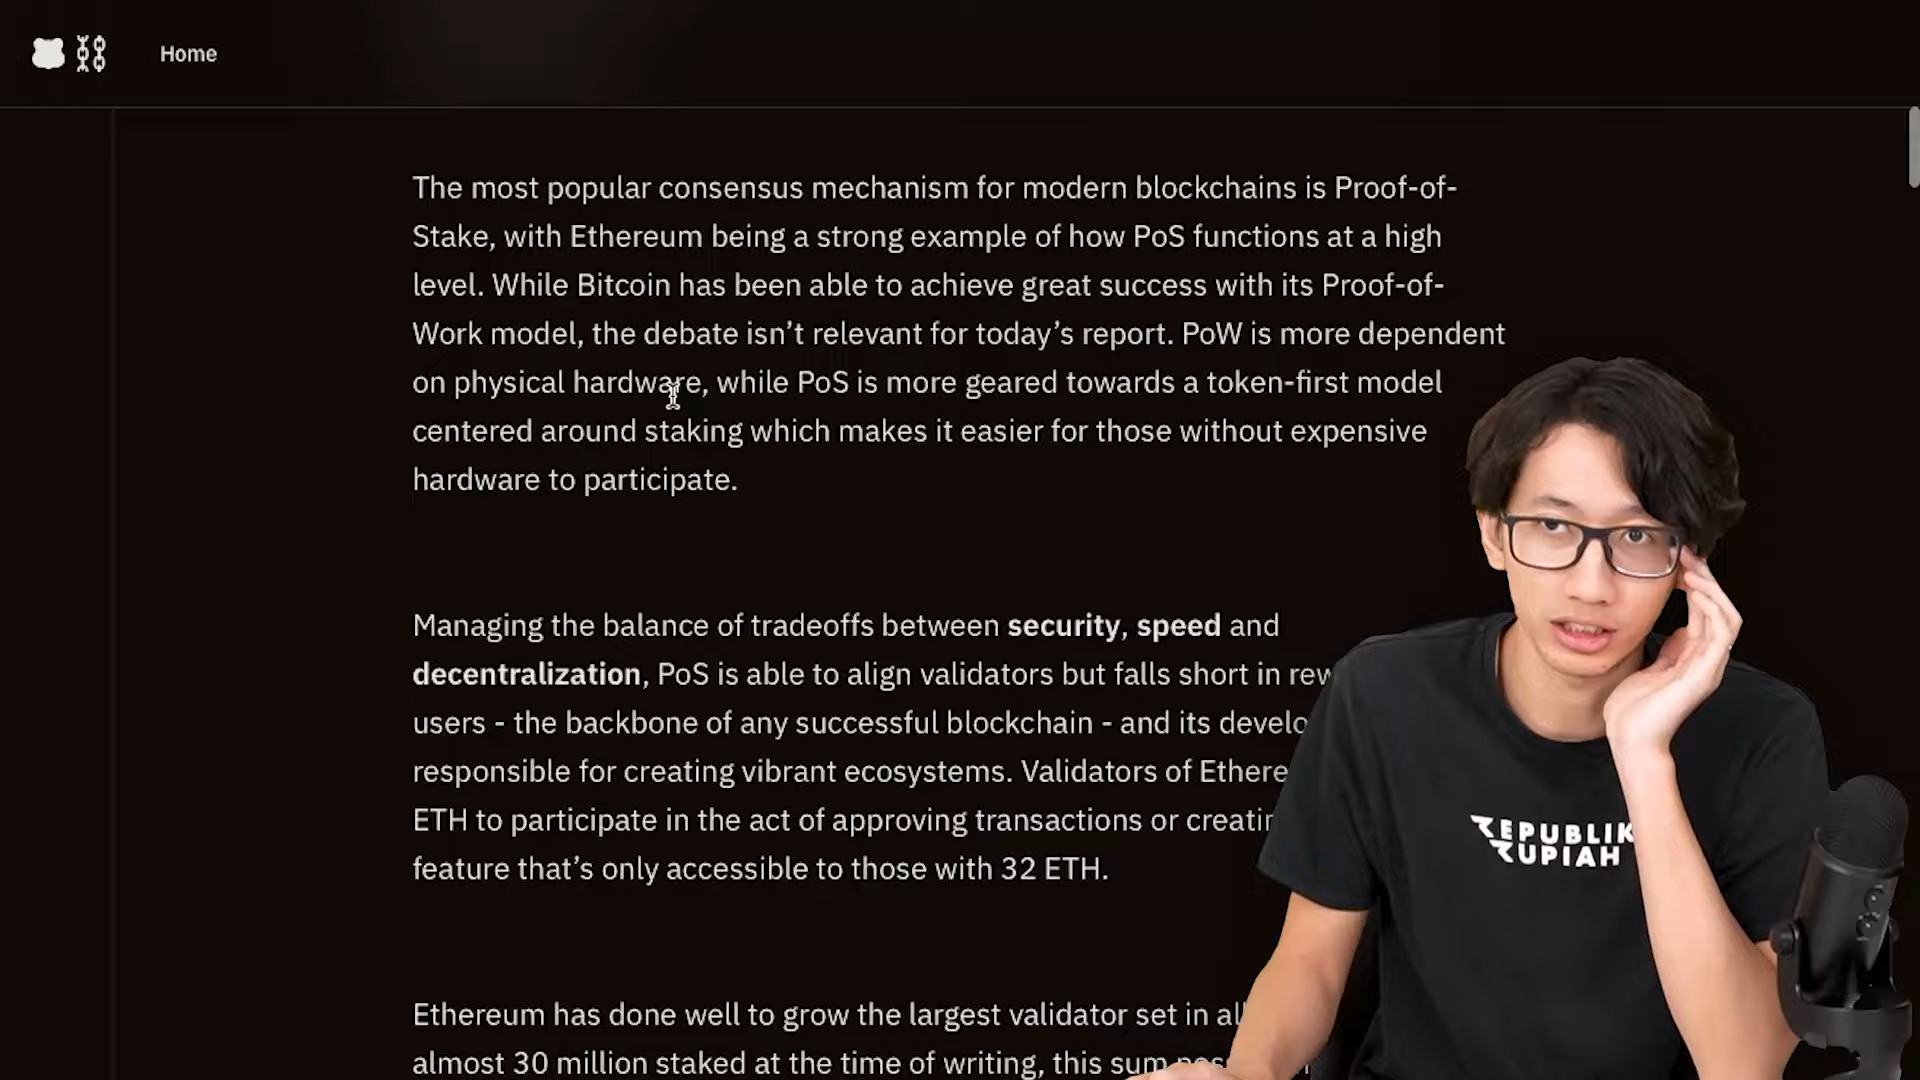 Home
The most popular consensus mechanism for modern blockchains is Proof-of-
Stake, with Ethereum being a strong example of how PoS functions at a high
level. While Bitcoin has been able to achieve great success with its Proof-of-
Work model, the debate isn’t relevant for today’s report. PoW is more dependent
on physical hardware, while PoS is more geared towards a token-first model
centered around staking which makes it easier for those without expensive
hardware to participate.
Managing the balance of tradeoffs between security, speed and
decentralization, PoS is able to align validators but falls short in
users - the backbone of any successful blockchain - and its
responsible for creating vibrant ecosystems. Validators of
ETH to participate in the act of approving transactions or
feature that’s only accessible to those with 32 ETH.
Ethereum has done well to grow the largest validator set in
almost 30 million staked at the time of writing, this sum
REPUBLIK
RUPIAH